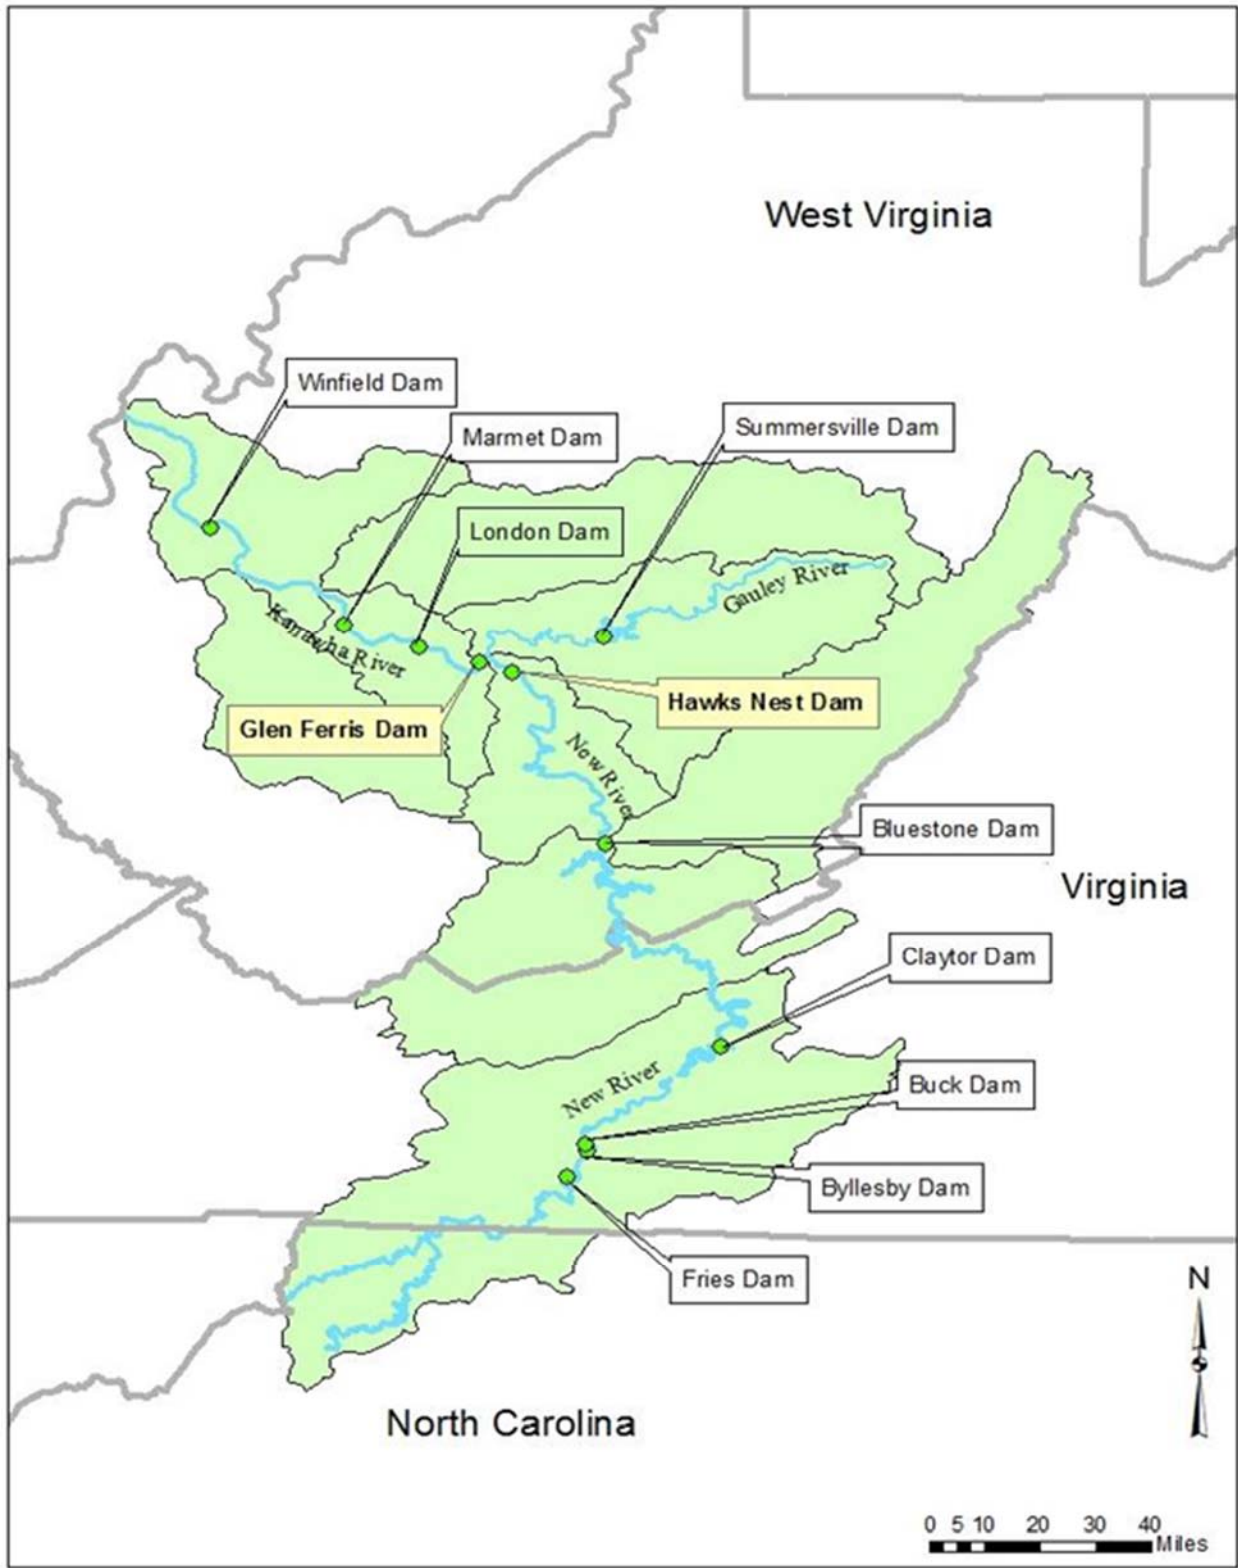 West Virginia
Winfield Dam
Marmet Dam
Summersville Dam
London Dam
Gauley River
Kanawha River
Hawks Nest Dam
Glen Ferris Dam
New River
Bluestone Dam
Virginia
Claytor Dam
New River
Buck Dam
Byllesby Dam
Fries Dam
N
North Carolina
0 5 10 20 30 40
Miles